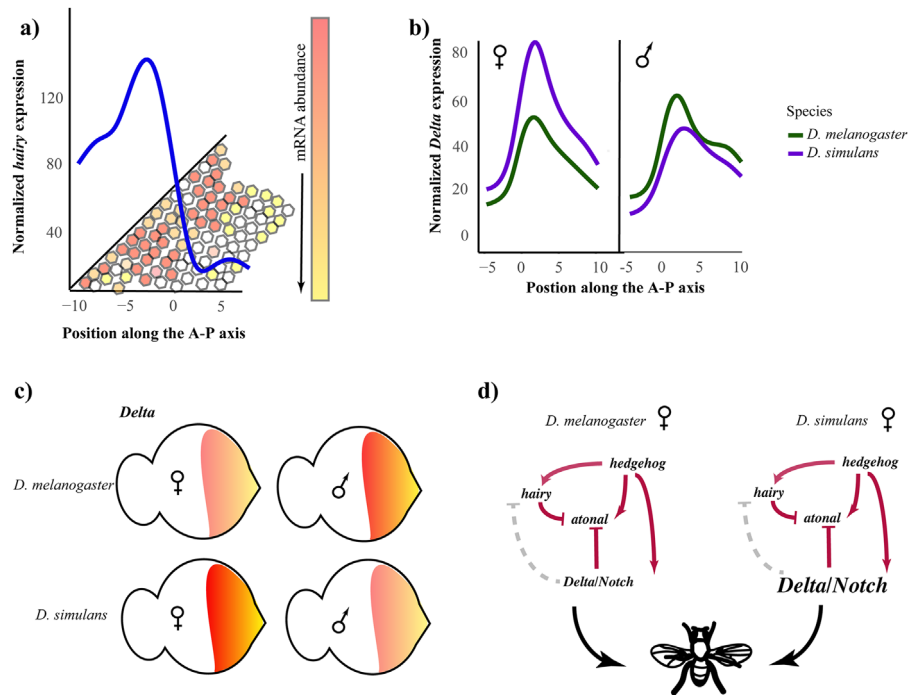 a)
Normalized hairy expression
120
80
40
−10
−5
0
5
Position along the A-P axis
mRNA abundance
b)
Normalized Delta expression
80
60
40
20
0
−5
0
5
10
-5
0
5
10
Postion along the A-P axis
Species
D. melanogaster
D. simulans
c)
Delta
D. melanogaster
D. simulans
d)
D. melanogaster
hedgehog
hairy
atonal
Delta/Notch
D. simulans
hedgehog
hairy
atonal
Delta/Notch